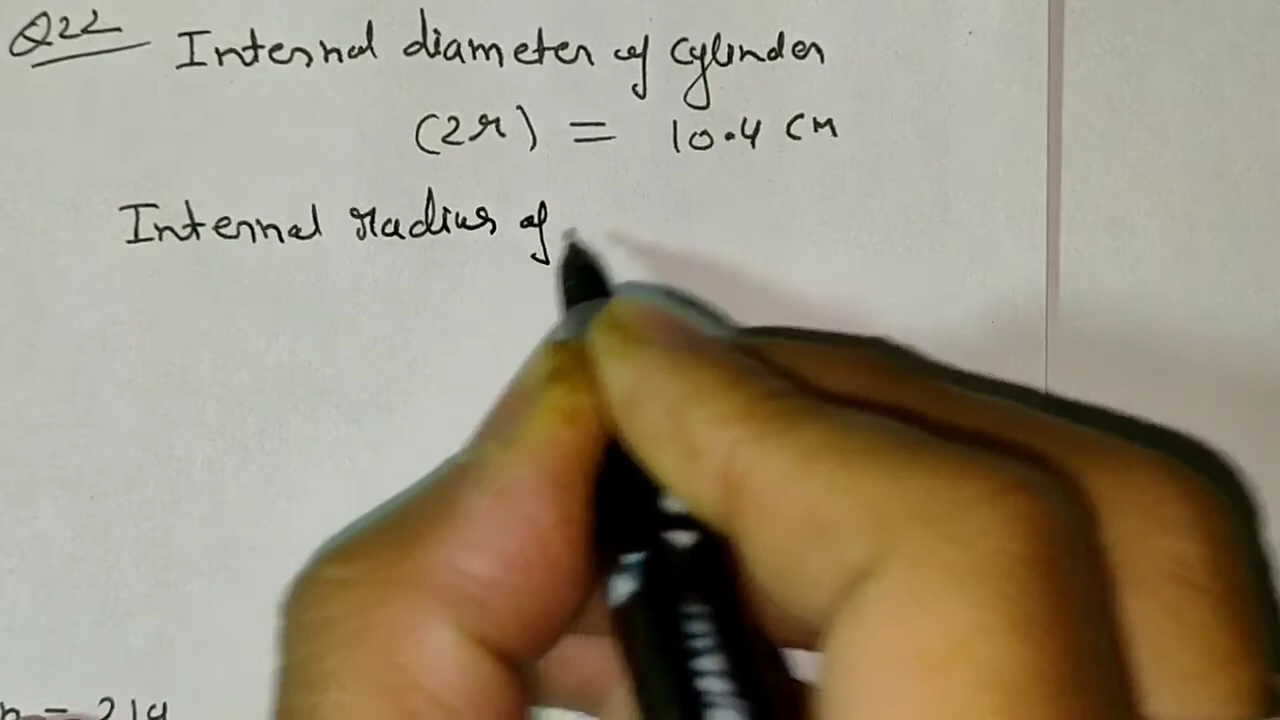 Q22 Internal diameter of cylinder
(2r) = 10.4 cm
Internal radius of